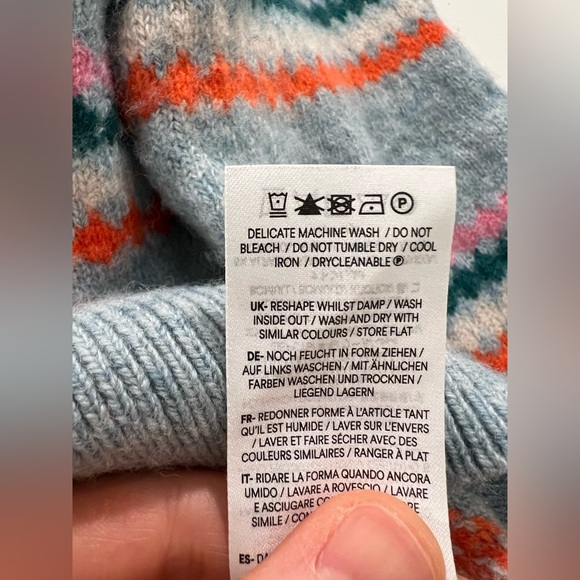 DELICATE MACHINE WASH / DO NOT
BLEACH / DO NOT TUMBLE DRY / COOL
IRON / DRYCLEANABLE Ⓟ
UK- RESHAPE WHILST DAMP / WASH
INSIDE OUT / WASH AND DRY WITH
SIMILAR COLOURS / STORE FLAT
DE- NOCH FEUCHT IN FORM ZIEHEN /
AUF LINKS WASCHEN / MIT ÄHNLICHEN
FARBEN WASCHEN UND TROCKNEN /
LIEGEND LAGERN
FR- REDONNER FORME À L'ARTICLE TANT
QU'IL EST HUMIDE / LAVER SUR L'ENVERS
/ LAVER ET FAIRE SÉCHER AVEC DES
COULEURS SIMILAIRES / RANGER À PLAT
IT- RIDARE LA FORMA QUANDO ANCORA
UMIDO / LAVARE A ROVESCIO / LAVARE
E ASCIUGARE
SIMILE /
ES-